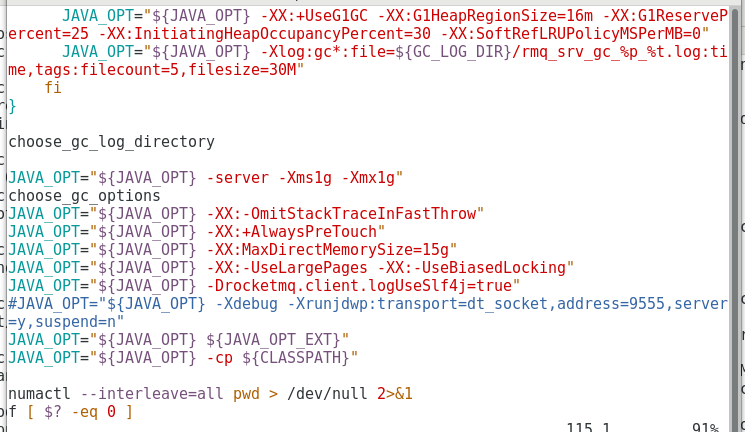 JAVA_OPT="${JAVA_OPT} -XX:+UseG1GC -XX:G1HeapRegionSize=16m -XX:G1ReserveP
ercent=25 -XX:InitiatingHeapOccupancyPercent=30 -XX:SoftRefLRUPolicyMSPerMB=0"
JAVA_OPT="${JAVA_OPT} -Xlog:gc*:file=${GC_LOG_DIR}/rmq_srv_gc_%p_%t.log:ti
me,tags:filecount=5,filesize=30M"
fi
}
choose_gc_log_directory
JAVA_OPT="${JAVA_OPT} -server -Xms1g -Xmx1g"
choose_gc_options
JAVA_OPT="${JAVA_OPT} -XX:-OmitStackTraceInFastThrow"
JAVA_OPT="${JAVA_OPT} -XX:+AlwaysPreTouch"
JAVA_OPT="${JAVA_OPT} -XX:MaxDirectMemorySize=15g"
JAVA_OPT="${JAVA_OPT} -XX:-UseLargePages -XX:-UseBiasedLocking"
JAVA_OPT="${JAVA_OPT} -Drocketmq.client.logUseSlf4j=true"
#JAVA_OPT="${JAVA_OPT} -Xdebug -Xrunjdwp:transport=dt_socket,address=9555,server
=y,suspend=n"
JAVA_OPT="${JAVA_OPT} ${JAVA_OPT_EXT}"
JAVA_OPT="${JAVA_OPT} -cp ${CLASSPATH}"
numactl --interleave=all pwd > /dev/null 2>&1
f [ $? -eq 0 ]
115,1 91%